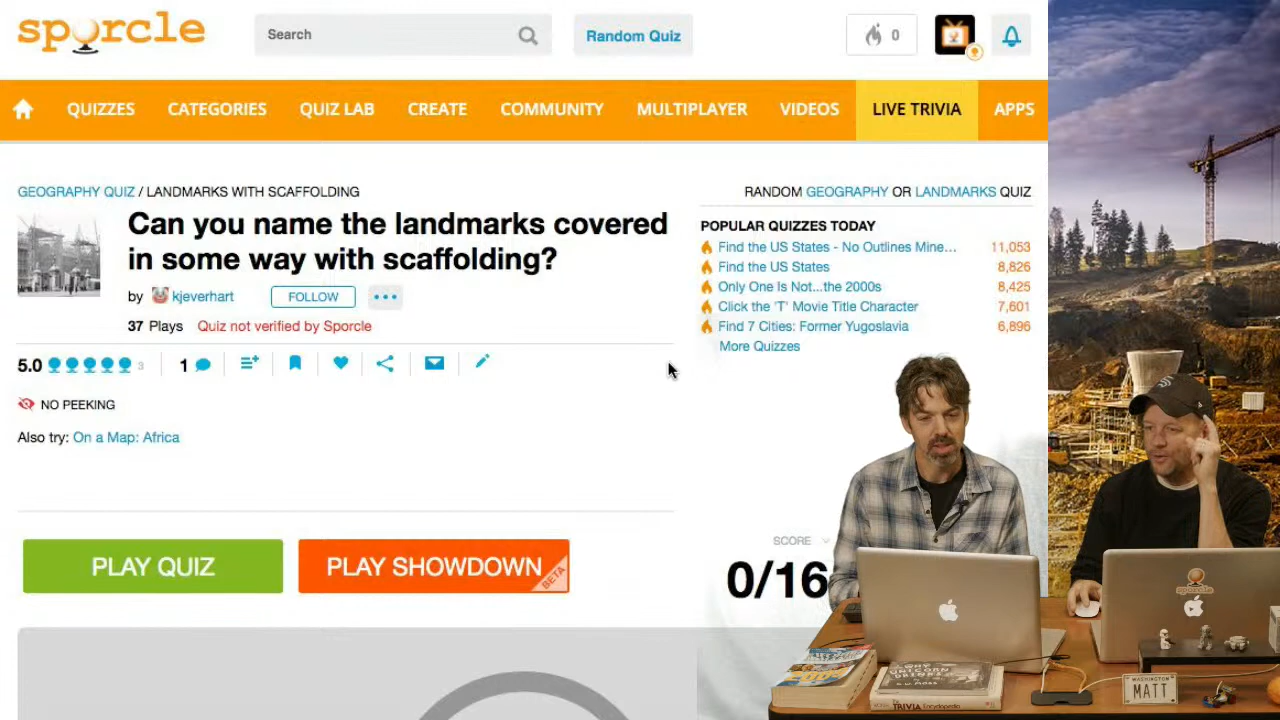 sporcle
Search
Random Quiz
0
QUIZZES
CATEGORIES
QUIZ LAB
CREATE
COMMUNITY
MULTIPLAYER
VIDEOS
LIVE TRIVIA
APPS
GEOGRAPHY QUIZ / LANDMARKS WITH SCAFFOLDING
Can you name the landmarks covered
in some way with scaffolding?
by kjeverhart
FOLLOW
37 Plays Quiz not verified by Sporcle
5.0
3
1
NO PEEKING
Also try: On a Map: Africa
PLAY QUIZ
PLAY SHOWDOWN
BETA
RANDOM GEOGRAPHY OR LANDMARKS QUIZ
POPULAR QUIZZES TODAY
Find the US States - No Outlines Mine... 11,053
Find the US States 8,826
Only One Is Not...the 2000s 8,425
Click the 'T' Movie Title Character 7,601
Find 7 Cities: Former Yugoslavia 6,896
More Quizzes
SCORE
0/16
sporcle
UNICORN
TRIVIA
WASHINGTON
MATT